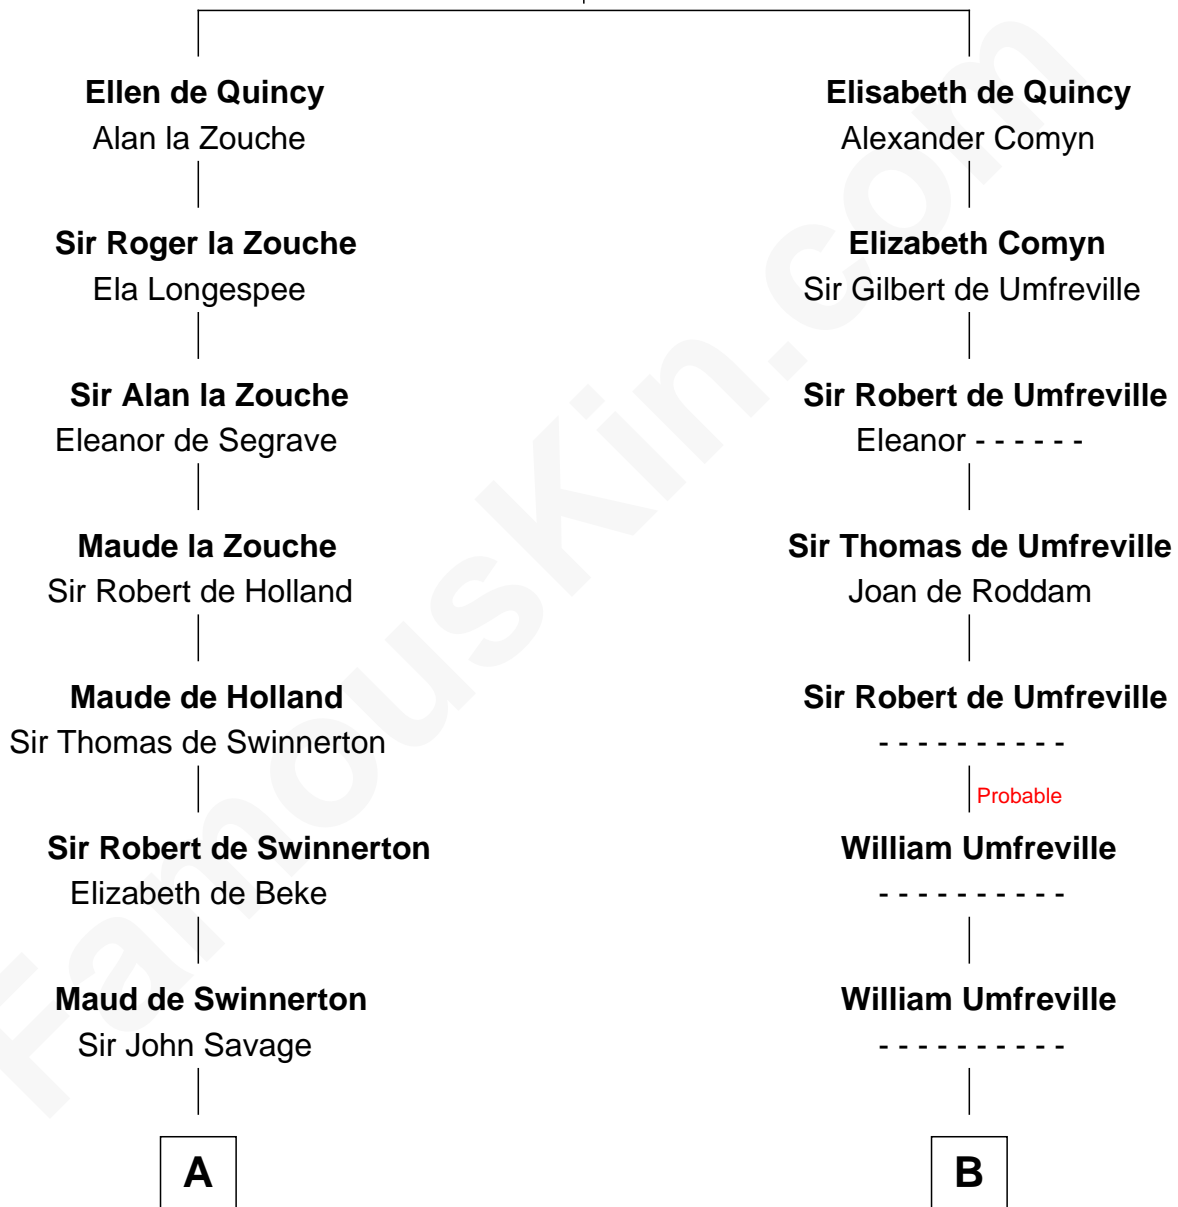 Ellen de Quincy
Alan la Zouche
Elisabeth de Quincy
Alexander Comyn
Sir Roger la Zouche
Ela Longespee
Elizabeth Comyn
Sir Gilbert de Umfreville
Sir Alan la Zouche
Eleanor de Segrave
Sir Robert de Umfreville
Eleanor - - - - - -
Maude la Zouche
Sir Robert de Holland
Sir Thomas de Umfreville
Joan de Roddam
Maude de Holland
Sir Thomas de Swinnerton
Sir Robert de Umfreville
- - - - - - - - - -
Probable
Sir Robert de Swinnerton
Elizabeth de Beke
William Umfreville
- - - - - - - - - -
Maud de Swinnerton
Sir John Savage
William Umfreville
- - - - - - - - - -
A
B
FamousKin.com